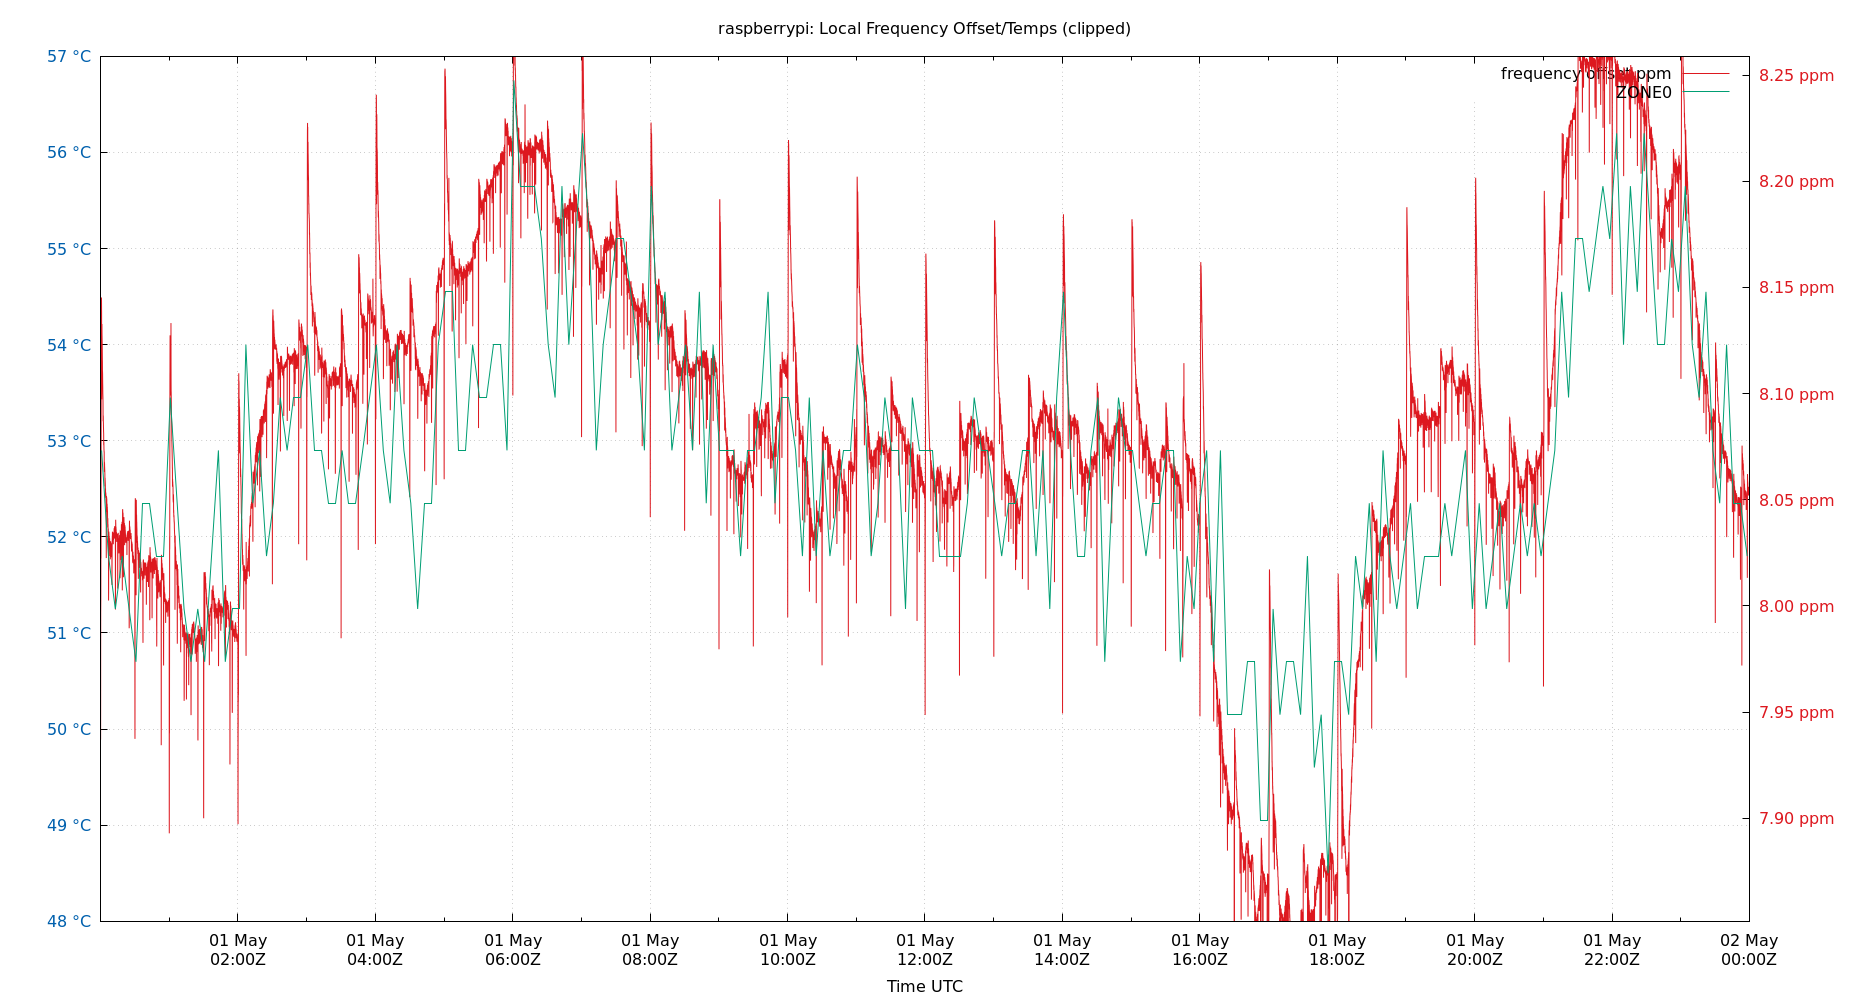 raspberrypi: Local Frequency Offset/Temps (clipped)
57 °C
56 °C
55 °C
54 °C
53 °C
52 °C
51 °C
50 °C
49 °C
48 °C
frequency offset ppm
ZONE0
8.25 ppm
8.20 ppm
8.15 ppm
8.10 ppm
8.05 ppm
8.00 ppm
7.95 ppm
7.90 ppm
01 May 01 May 01 May 01 May 01 May 01 May 01 May 01 May 01 May 01 May 01 May 02 May
02:00Z 04:00Z 06:00Z 08:00Z 10:00Z 12:00Z 14:00Z 16:00Z 18:00Z 20:00Z 22:00Z 00:00Z
Time UTC